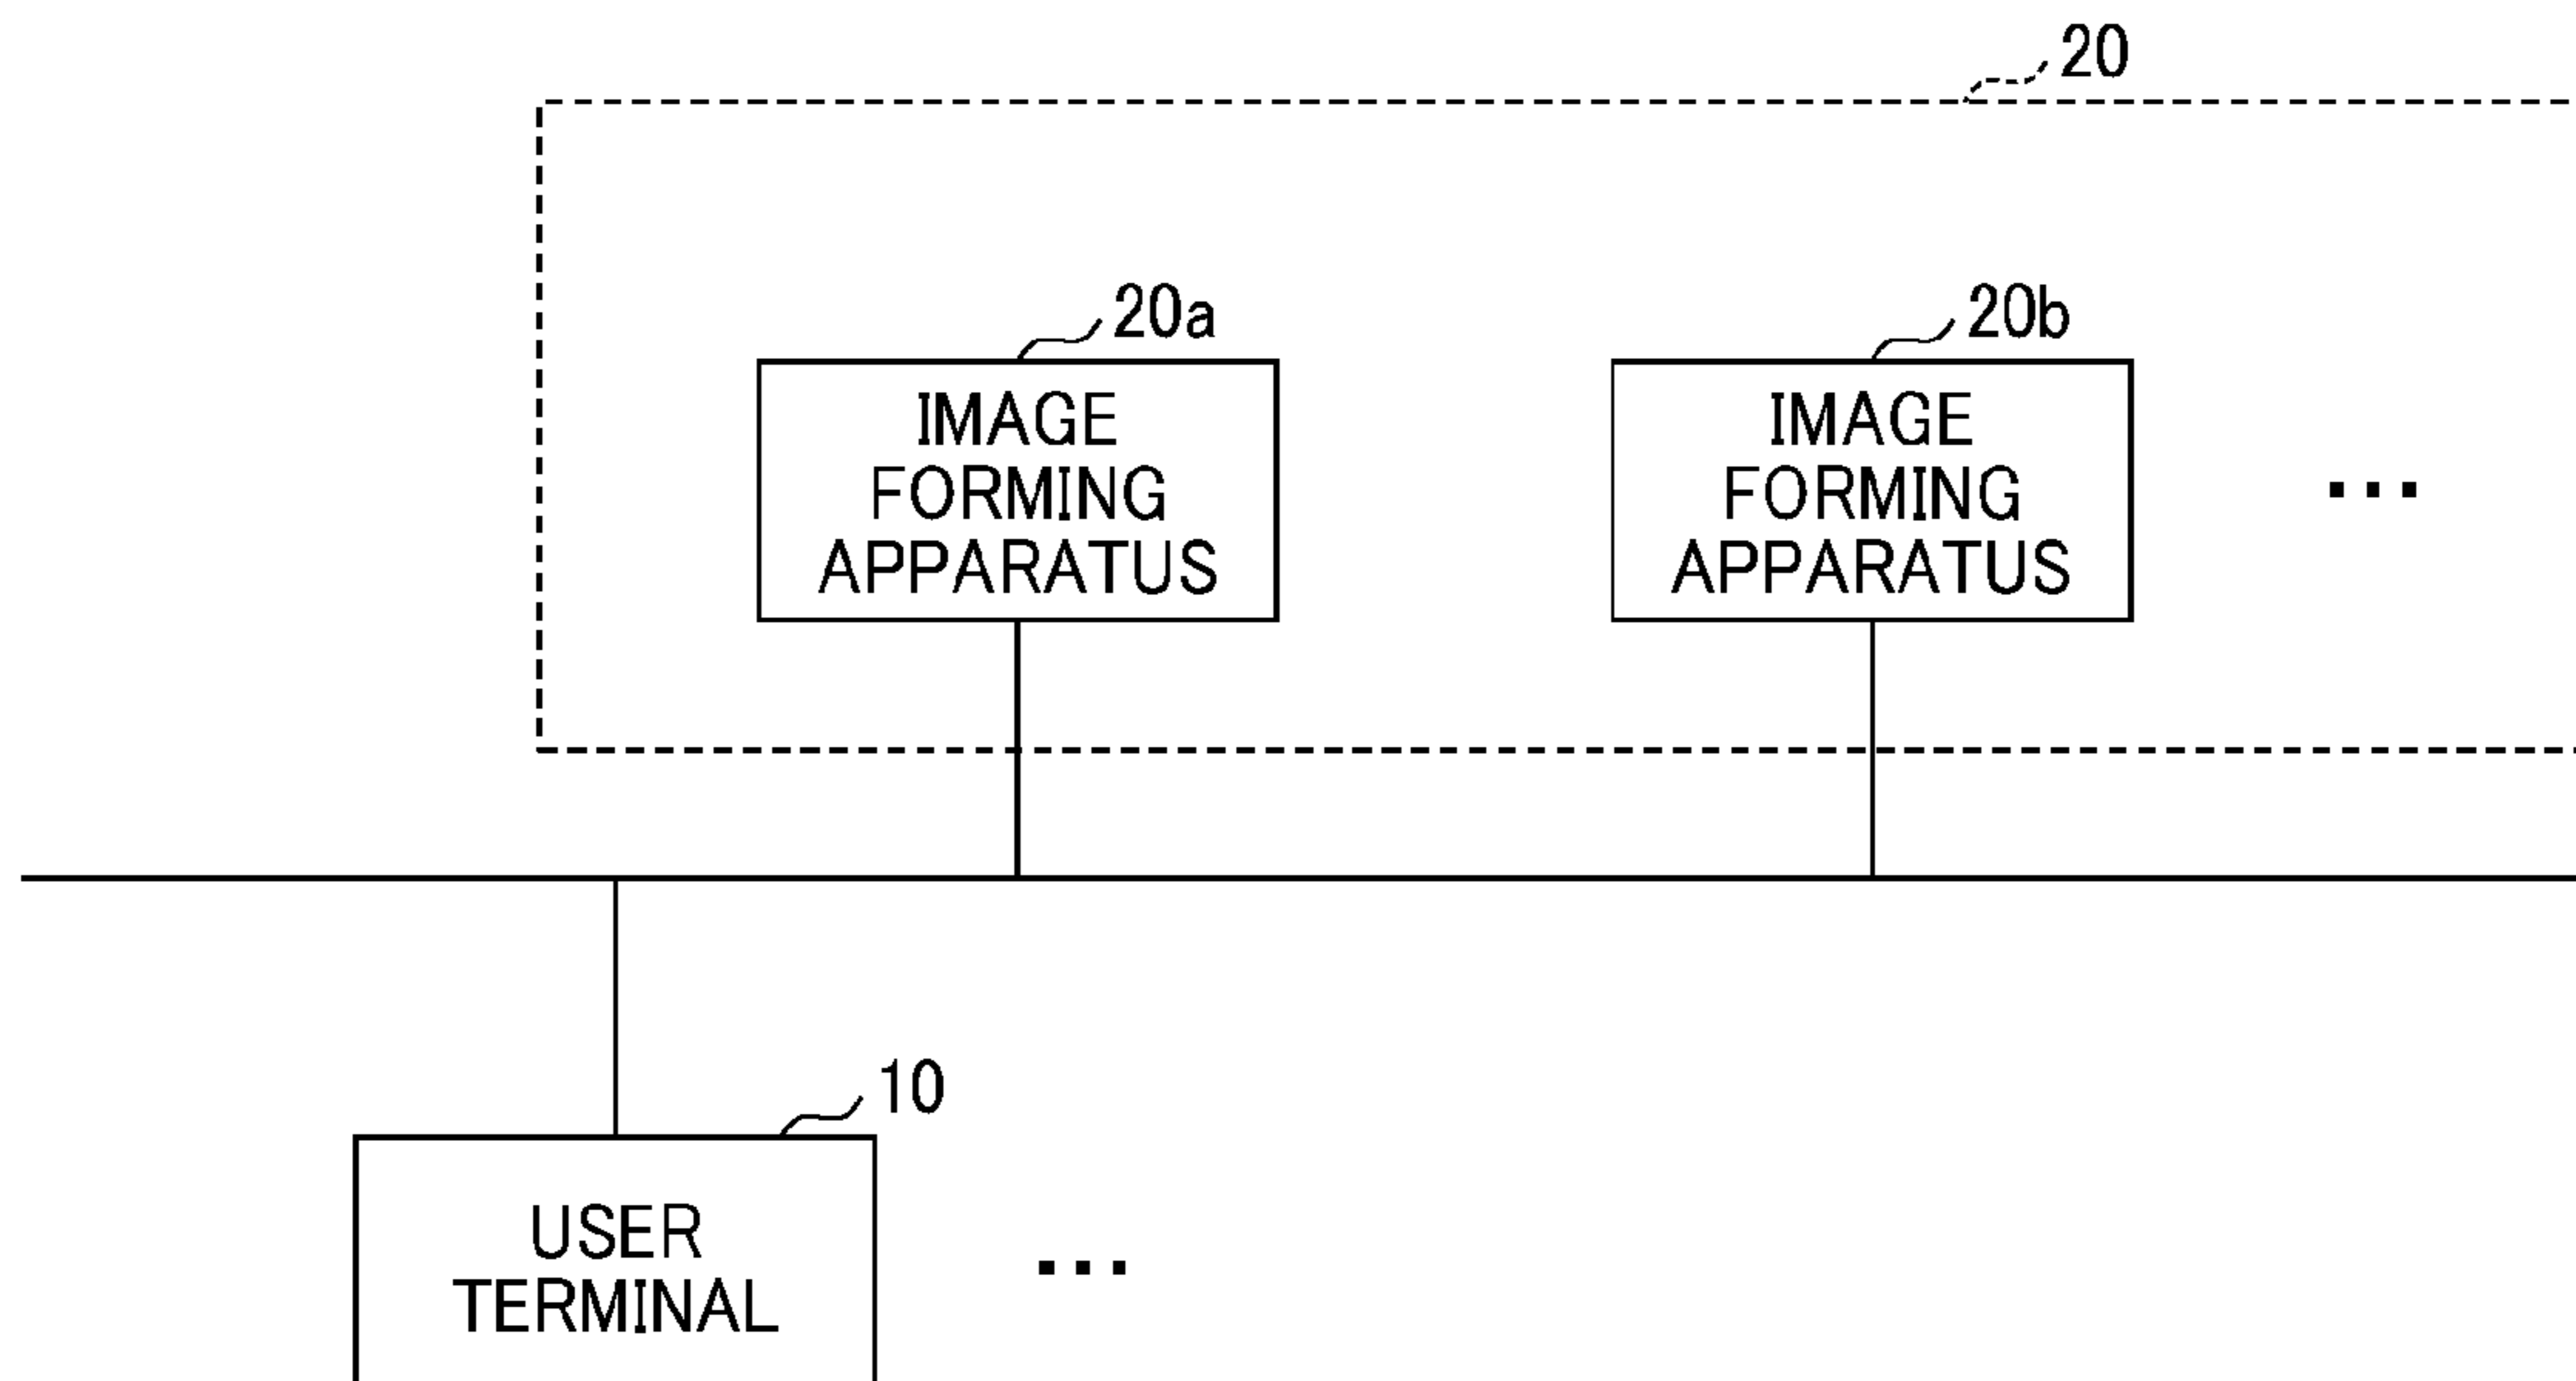 20
20a
IMAGE
FORMING
APPARATUS
20b
IMAGE
FORMING
APPARATUS
...
10
USER
TERMINAL
...